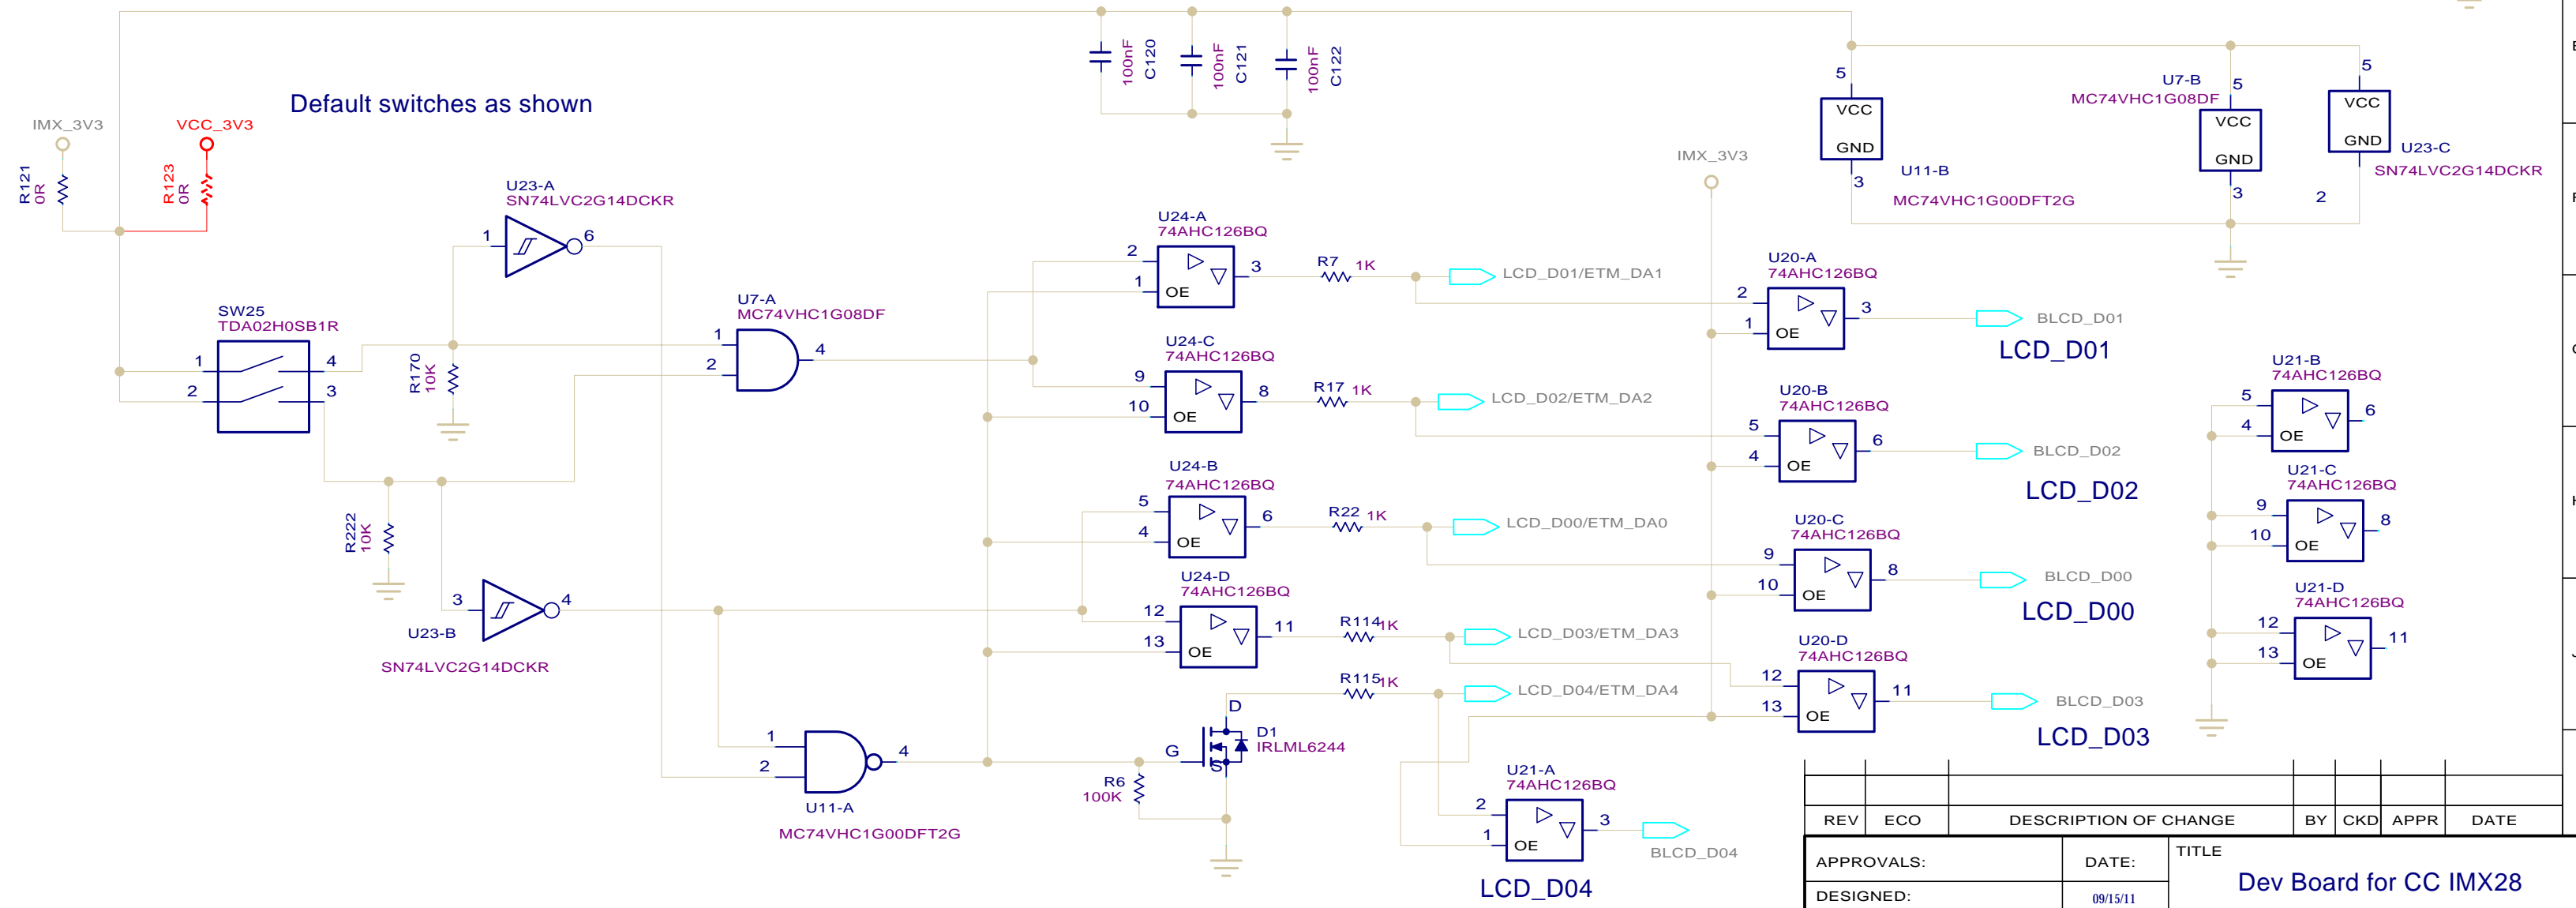 100nF
C120
100nF
C121
100nF
C122
Default switches as shown
IMX_3V3
R121
0R
VCC_3V3
R123
0R
5
VCC
GND
3
U11-B
MC74VHC1G00DFT2G
U7-B
5
MC74VHC1G08DF
VCC
GND
3
5
VCC
GND
U23-C
SN74LVC2G14DCKR
2
U23-A
SN74LVC2G14DCKR
1
6
SW25
TDA02H0SB1R
1
4
2
3
R170
10K
R222
10K
U7-A
MC74VHC1G08DF
1
2
4
3
4
U23-B
SN74LVC2G14DCKR
1
2
4
U11-A
MC74VHC1G00DFT2G
U24-A
74AHC126BQ
2
1
OE
3
R7
1K
LCD_D01/ETM_DA1
U24-C
74AHC126BQ
9
10
OE
8
R17
1K
LCD_D02/ETM_DA2
U24-B
74AHC126BQ
5
4
OE
6
R22
1K
LCD_D00/ETM_DA0
U24-D
74AHC126BQ
12
13
OE
11
R114
1K
LCD_D03/ETM_DA3
R115
1K
LCD_D04/ETM_DA4
D
G
S
D1
IRLML6244
R6
100K
IMX_3V3
U20-A
74AHC126BQ
2
1
OE
3
BLCD_D01
LCD_D01
U20-B
74AHC126BQ
5
4
OE
6
BLCD_D02
LCD_D02
U20-C
74AHC126BQ
9
10
OE
8
BLCD_D00
LCD_D00
U20-D
74AHC126BQ
12
13
OE
11
BLCD_D03
LCD_D03
U21-A
74AHC126BQ
2
1
OE
3
BLCD_D04
LCD_D04
U21-B
74AHC126BQ
5
4
OE
6
U21-C
74AHC126BQ
9
10
OE
8
U21-D
74AHC126BQ
12
13
OE
11
REV ECO DESCRIPTION OF CHANGE BY CKD APPR DATE
APPROVALS: DATE: TITLE
Dev Board for CC IMX28
DESIGNED: 09/15/11